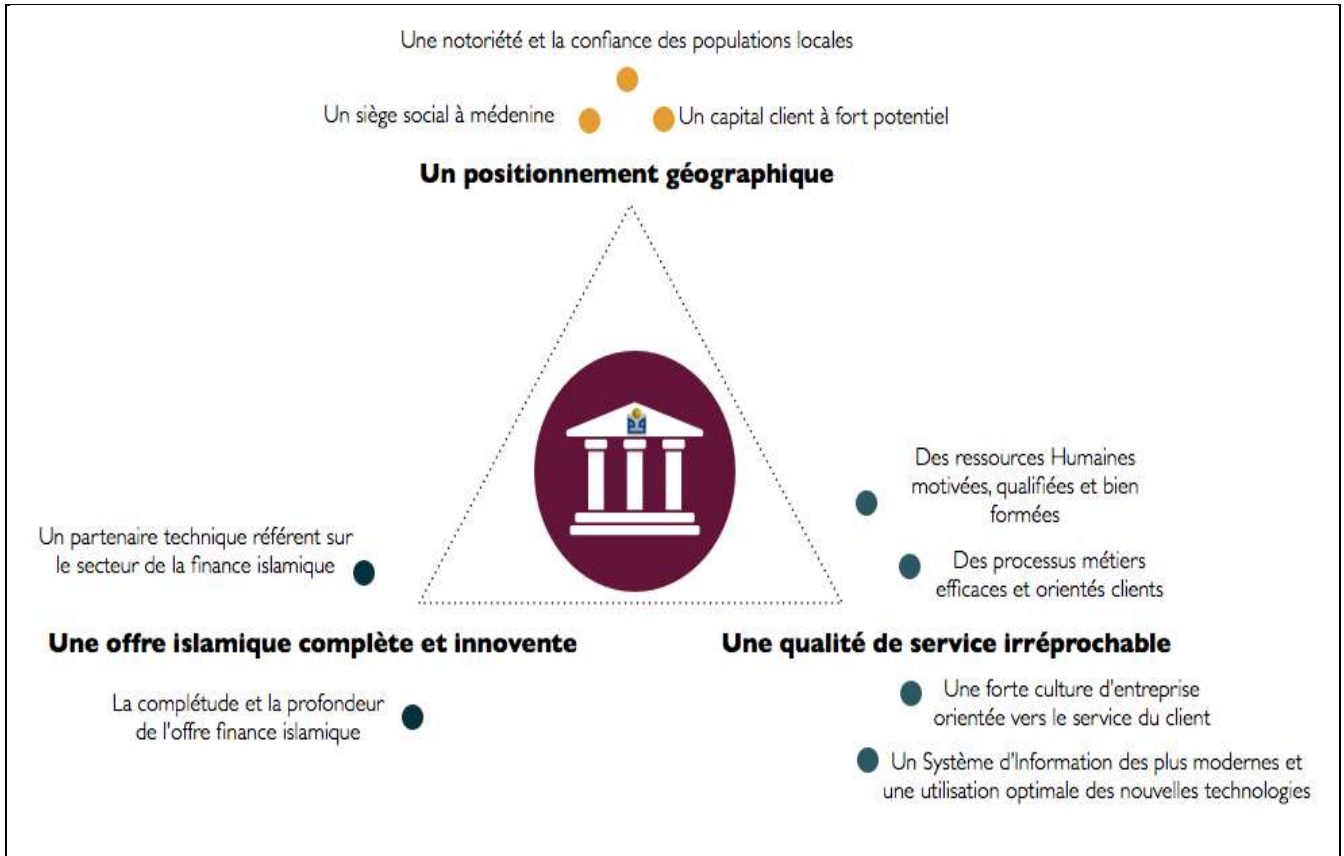 Une notoriété et la confiance des populations locales
Un siège social à médenine
Un capital client à fort potentiel
Un positionnement géographique
Des ressources Humaines
motivées, qualifiées et bien
formées
Un partenaire technique référent sur
le secteur de la finance islamique
Des processus métiers
efficaces et orientés clients
Une offre islamique complète et innovente
Une qualité de service irréprochable
La complétude et la profondeur
de l'offre finance islamique
Une forte culture d'entreprise
orientée vers le service du client
Un Système d'Information des plus modernes et
une utilisation optimale des nouvelles technologies